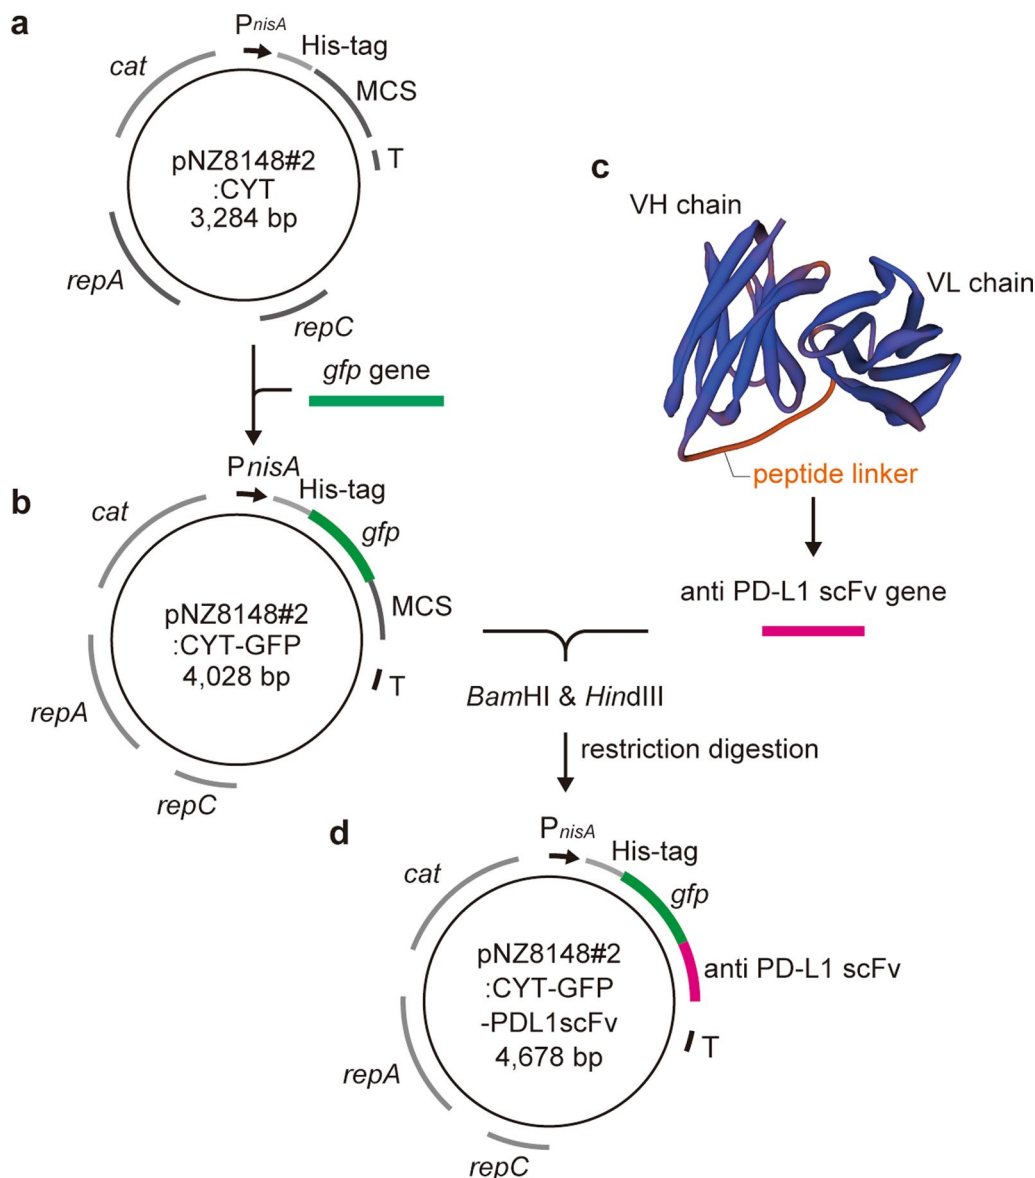 a
PnisA
His-tag
cat
MCS
T
pNZ8148#2
:CYT
3,284 bp
repA
repC
gfp gene
b
PnisA
His-tag
cat
gfp
MCS
pNZ8148#2
:CYT-GFP
4,028 bp
T
repA
repC
c
VH chain
VL chain
peptide linker
anti PD-L1 scFv gene
BamHI & HindIII
restriction digestion
d
PnisA
His-tag
cat
gfp
anti PD-L1 scFv
pNZ8148#2
:CYT-GFP
-PDL1scFv
4,678 bp
T
repA
repC